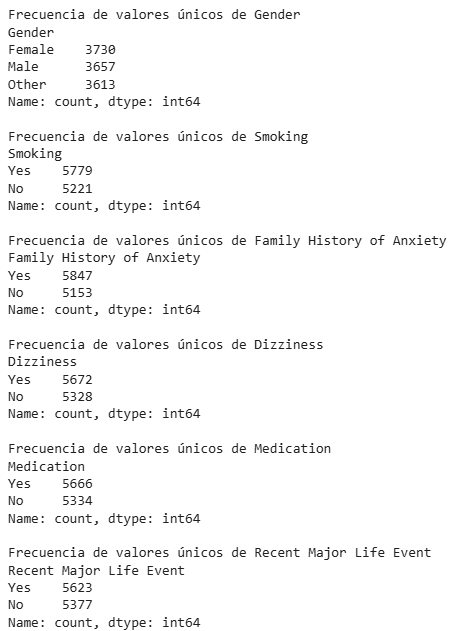 Frecuencia de valores únicos de Gender
Gender
Female    3730
Male      3657
Other     3613
Name: count, dtype: int64

Frecuencia de valores únicos de Smoking
Smoking
Yes    5779
No     5221
Name: count, dtype: int64

Frecuencia de valores únicos de Family History of Anxiety
Family History of Anxiety
Yes    5847
No     5153
Name: count, dtype: int64

Frecuencia de valores únicos de Dizziness
Dizziness
Yes    5672
No     5328
Name: count, dtype: int64

Frecuencia de valores únicos de Medication
Medication
Yes    5666
No     5334
Name: count, dtype: int64

Frecuencia de valores únicos de Recent Major Life Event
Recent Major Life Event
Yes    5623
No     5377
Name: count, dtype: int64